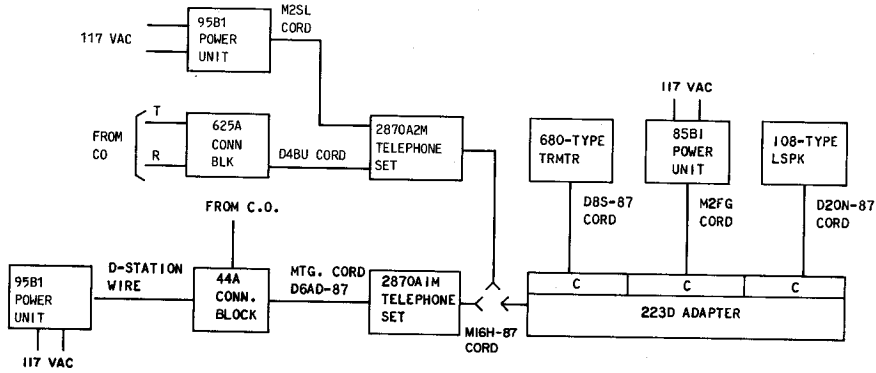 M2SL
CORD
95B1
POWER
UNIT
117 VAC
117 VAC
T
FROM
CO
R
625A
CONN
BLK
D4BU CORD
2870A2M
TELEPHONE
SET
680-TYPE
TRMTR
85B1
POWER
UNIT
108-TYPE
LSPK
D8S-87
CORD
M2FG
CORD
D20N-87
CORD
FROM C.O.
95B1
POWER
UNIT
D-STATION
WIRE
44A
CONN.
BLOCK
MTG. CORD
D6AD-87
2870A1M
TELEPHONE
SET
M16H-87
CORD
C
C
C
223D ADAPTER
117 VAC